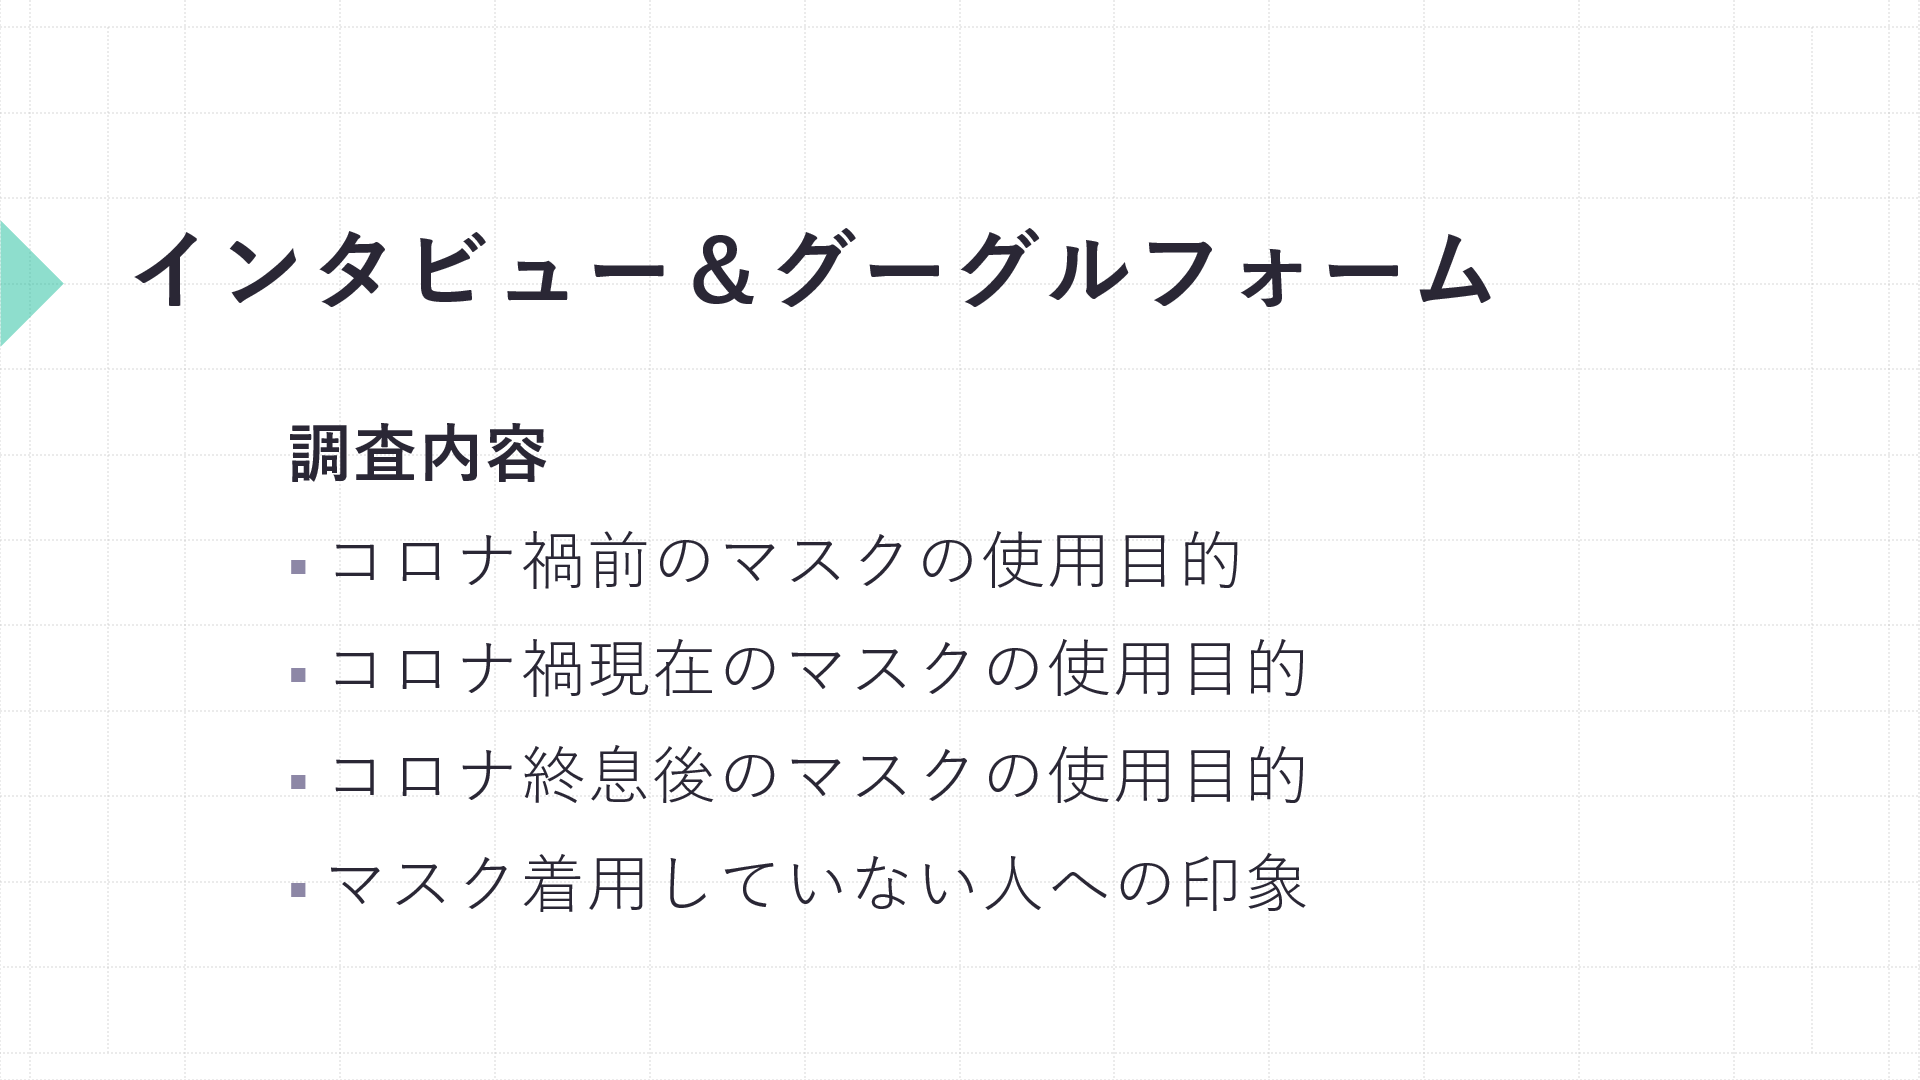 インタビュー＆グーグルフォーム
調査内容
▪ コロナ禍前のマスクの使用目的
▪ コロナ禍現在のマスクの使用目的
▪ コロナ終息後のマスクの使用目的
▪ マスク着用していない人への印象